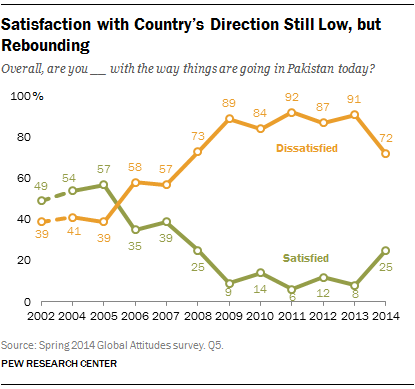 Satisfaction with Country's Direction Still Low, but
Rebounding
Overall, are you __ with the way things are going in Pakistan today?
100%
80
60
40
20
0
49 54 57 35 39 25 9 14 6 12 8 25
39 41 39 58 57 73 89 84 92 87 91 72
Dissatisfied
Satisfied
2002 2004 2005 2006 2007 2008 2009 2010 2011 2012 2013 2014
Source: Spring 2014 Global Attitudes survey. Q5.
PEW RESEARCH CENTER